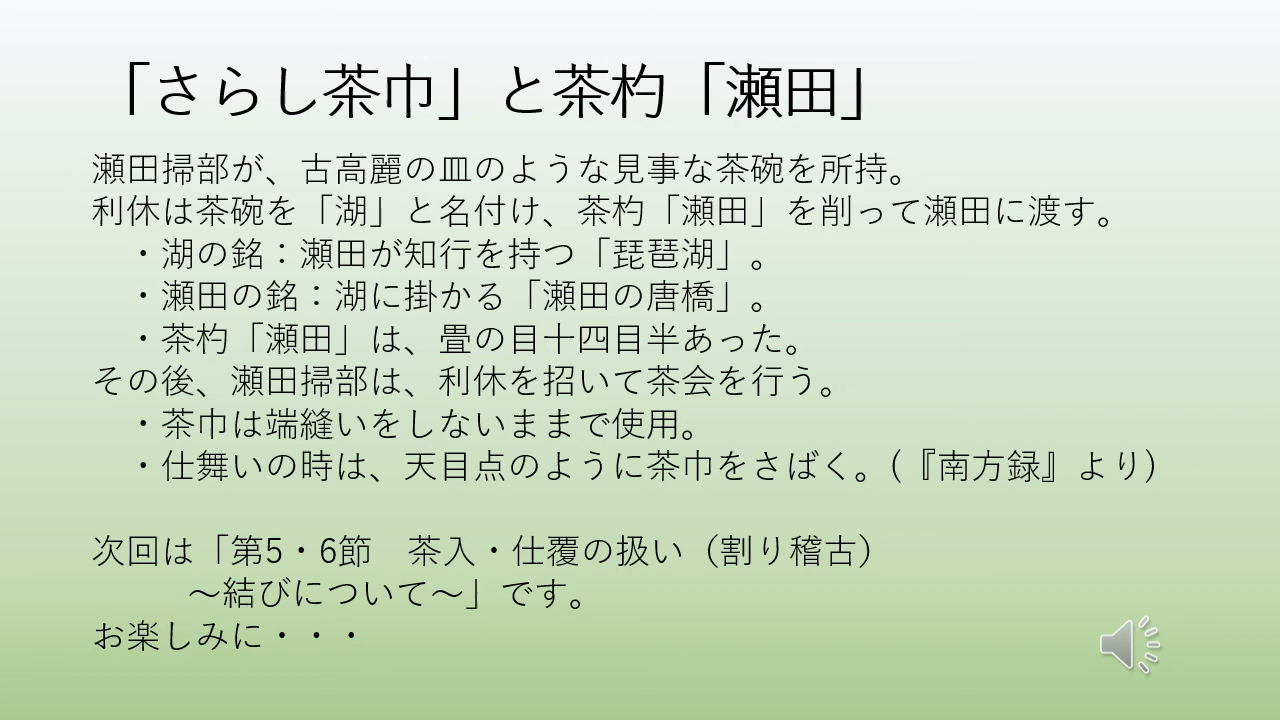 「さらし茶巾」と茶杓「瀬田」
瀬田掃部が、古高麗の皿のような見事な茶碗を所持。
利休は茶碗を「湖」と名付け、茶杓「瀬田」を削って瀬田に渡す。
・湖の銘：瀬田が知行を持つ「琵琶湖」。
・瀬田の銘：湖に掛かる「瀬田の唐橋」。
・茶杓「瀬田」は、畳の目十四目半あった。
その後、瀬田掃部は、利休を招いて茶会を行う。
・茶巾は端縫いをしないままで使用。
・仕舞いの時は、天目点のように茶巾をさばく。(『南方録』より）
次回は「第5・6節　茶入・仕覆の扱い（割り稽古）
～結びについて～」です。
お楽しみに・・・